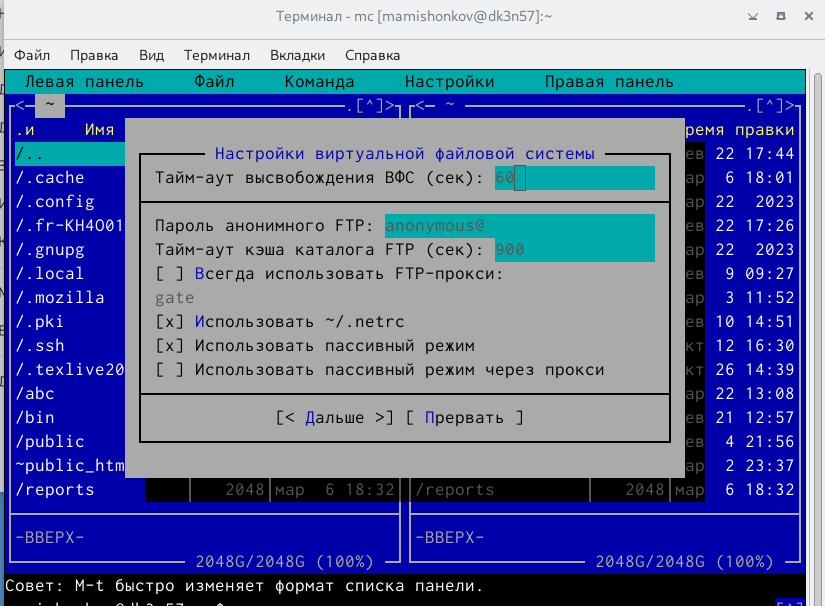 Терминал - mc [mamishonkov@dk3n57]:~
Файл Правка Вид Терминал Вкладки Справка
Левая панель Файл Команда Настройки Правая панель
<─ ~ .[^]> <─ ~ .[^]>
.и Имя ремя правки
/.. ев 22 17:44
Настройки виртуальной файловой системы
/.cache Тайм-аут высвобождения ВФС (сек): 60 ар 6 18:01
/.config ар 22 2023
/.fr-KH4O01 Пароль анонимного FTP: anonymous@ ев 22 17:26
/.gnupg Тайм-аут кэша каталога FTP (сек): 900 ар 22 2023
/.local [ ] Всегда использовать FTP-прокси: ев 9 09:27
/.mozilla gate ар 3 11:52
/.pki [x] Использовать ~/.netrc ев 10 14:51
/.ssh [x] Использовать пассивный режим кт 12 16:30
/.texlive20 [ ] Использовать пассивный режим через прокси кт 26 14:39
/abc ар 22 13:08
/bin [< Дальше >] [ Прервать ] ев 21 12:57
/public ев 4 21:56
~public_htm ар 2 23:37
/reports 2048 мар 6 18:32 /reports 2048 мар 6 18:32
-ВВЕРХ- -ВВЕРХ-
2048G/2048G (100%) 2048G/2048G (100%)
Совет: M-t быстро изменяет формат списка панели.